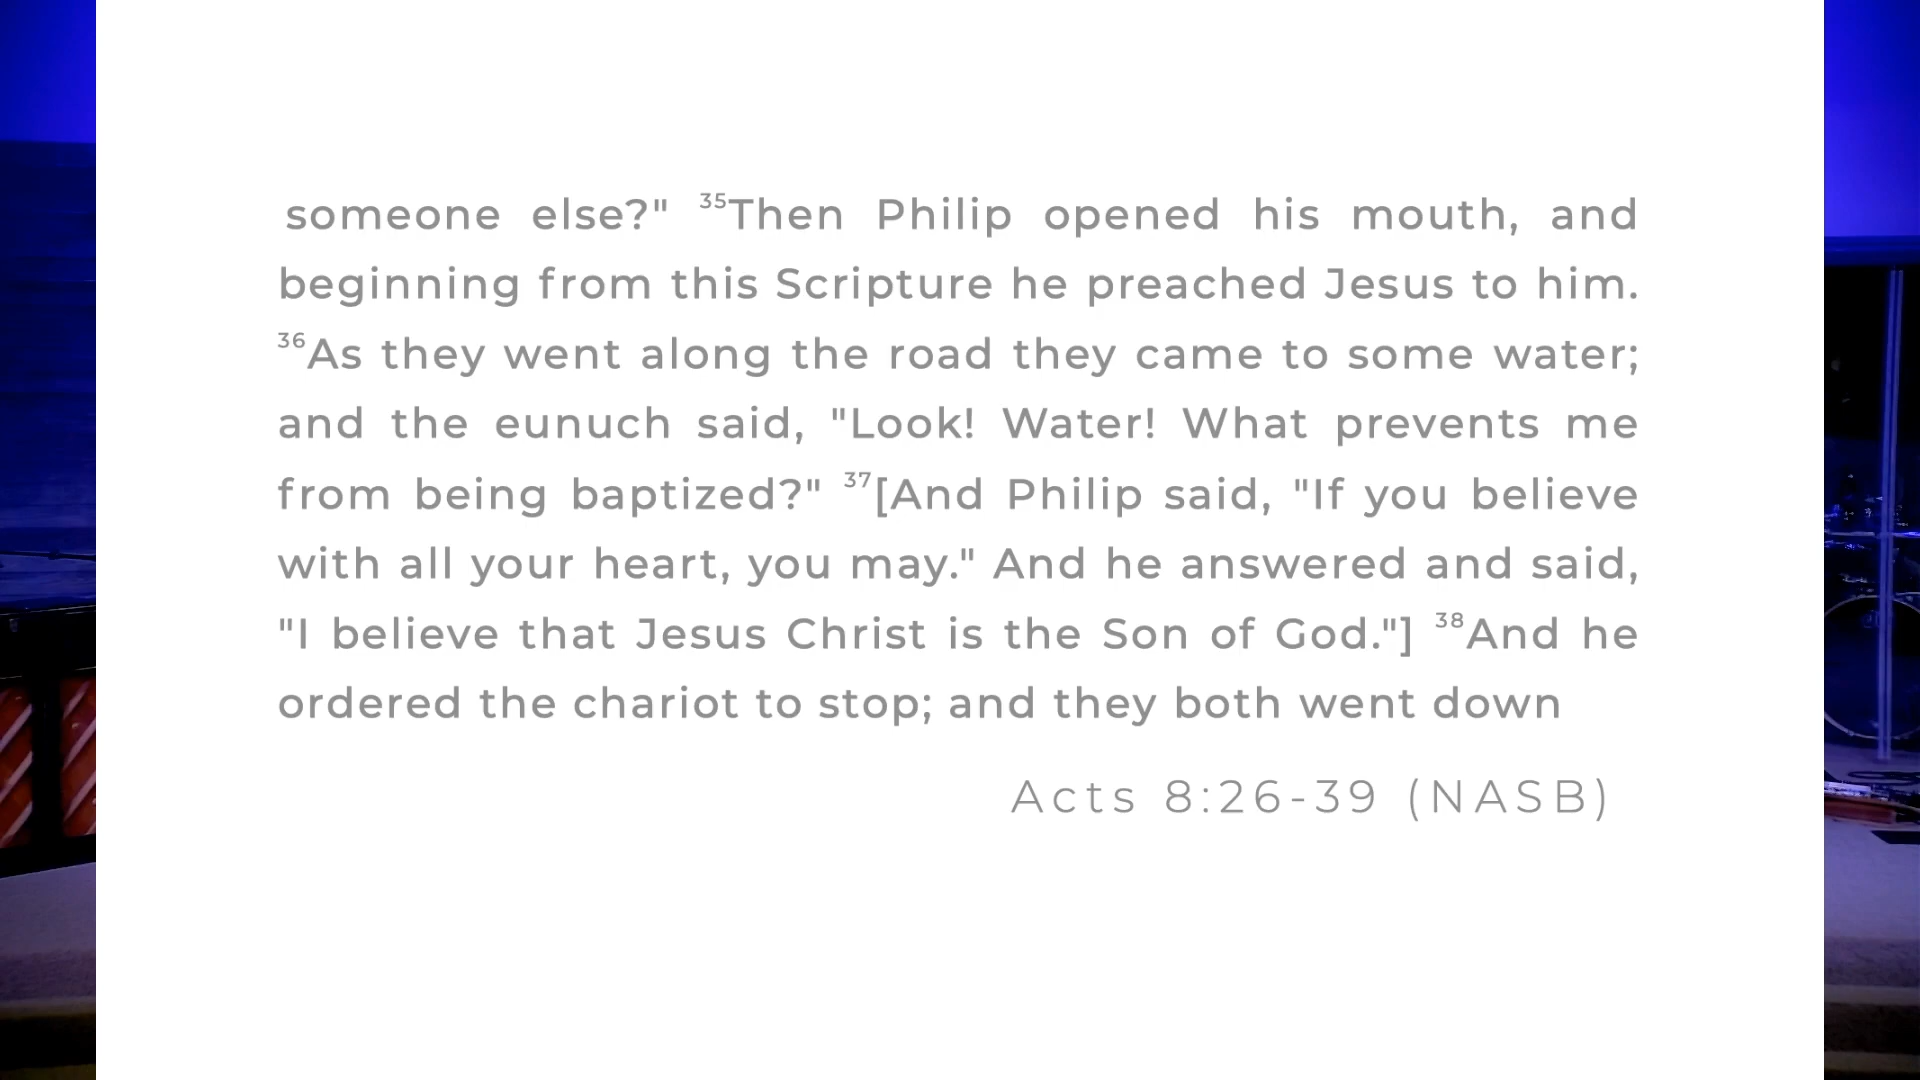 someone else?" 35Then Philip opened his mouth, and
beginning from this Scripture he preached Jesus to him.
36As they went along the road they came to some water;
and the eunuch said, "Look! Water! What prevents me
from being baptized?" 37[And Philip said, "If you believe
with all your heart, you may." And he answered and said,
"I believe that Jesus Christ is the Son of God."] 38And he
ordered the chariot to stop; and they both went down
Acts 8:26-39 (NASB)